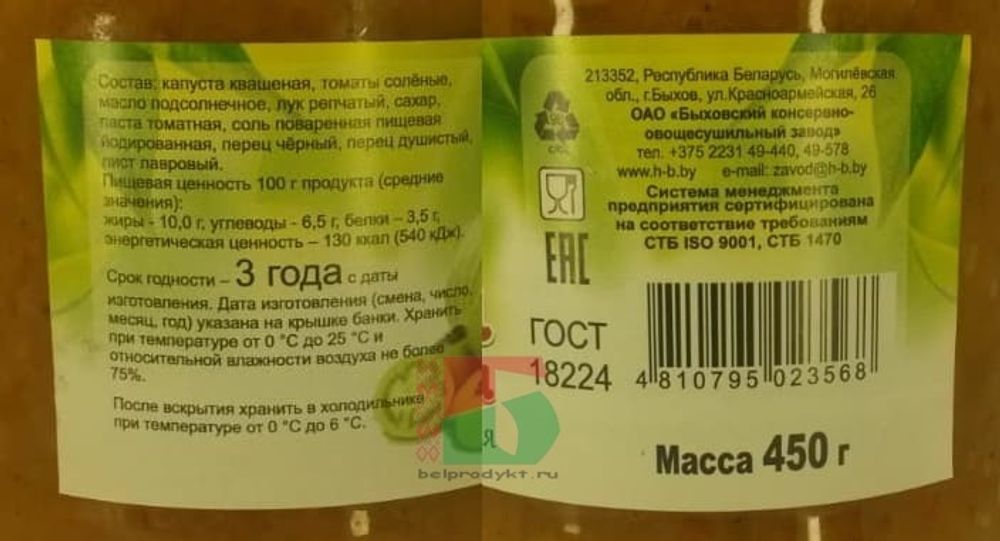 Состав: капуста квашеная, томаты солёные,
масло подсолнечное, лук репчатый, сахар,
паста томатная, соль поваренная пищевая
йодированная, перец чёрный, перец душистый,
лист лавровый.
Пищевая ценность 100 г продукта (средние
значения):
жиры - 10,0 г, углеводы - 6,5 г, белки – 3,5 г,
энергетическая ценность – 130 ккал (540 кДж).
Срок годности – 3 года с даты
изготовления. Дата изготовления (смена, число,
месяц, год) указана на крышке банки. Хранить
при температуре от 0 °С до 25 °С и
относительной влажности воздуха не более
75%.
После вскрытия хранить в холодильнике
при температуре от 0 °С до 6 °С.
я
213352, Республика Беларусь, Могилёвская
обл., г.Быхов, ул.Красноармейская, 26
ОАО «Быховский консервно-
овощесушильный завод»
тел. +375 2231 49-440, 49-578
www.h-b.by e-mail: zavod@h-b.by
Система менеджмента
предприятия сертифицирована
на соответствие требованиям
СТБ ISO 9001, СТБ 1470
EAC
ГОСТ
18224
4 810795 023568
Масса 450 г
belprodykt.ru